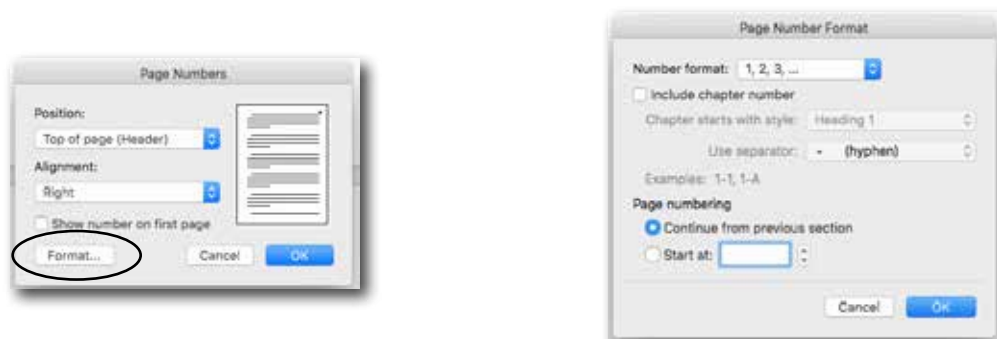 Page Numbers
Position:
Top of page (Header)
Alignment:
Right
Show number on first page
Format...
Cancel
OK
Page Number Format
Number format: 1, 2, 3, ...
Include chapter number
Chapter starts with style: Heading 1
Use separator: - (hyphen)
Examples: 1-1, 1-A
Page numbering
Continue from previous section
Start at:
Cancel
OK